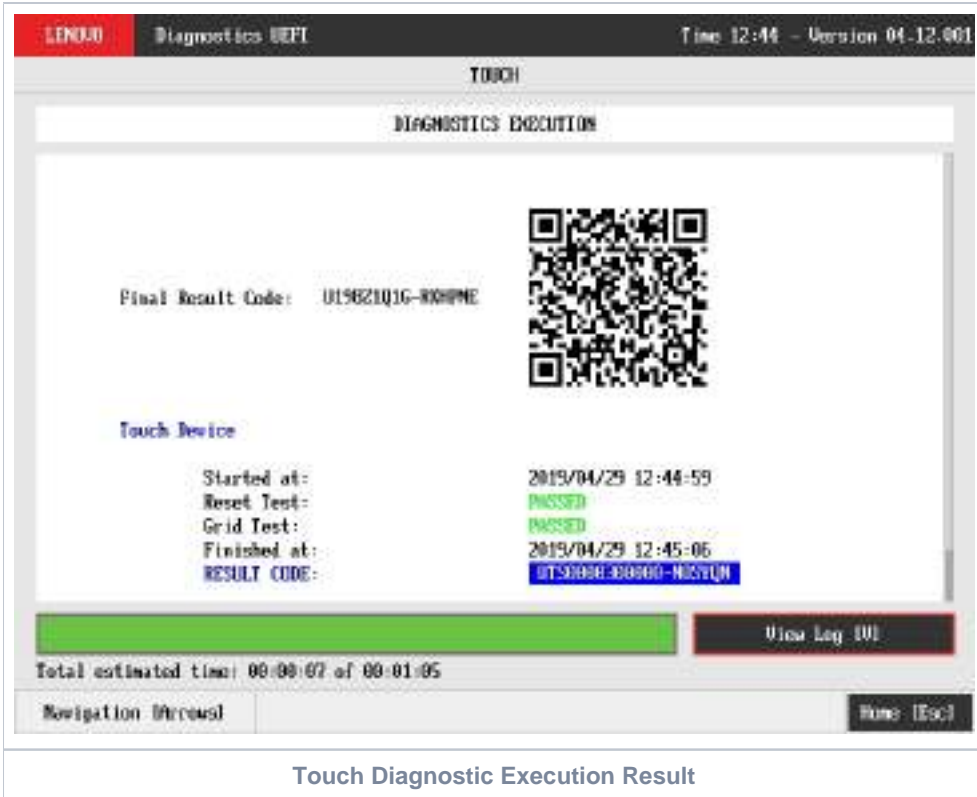 LENOVO Diagnostics UEFI Time 12:44 - Version 04.12.001
TOUCH
DIAGNOSTICS EXECUTION
Final Result Code:
Touch Device
Started at: 2019/04/29 12:44:59
Reset Test: PASSED
Grid Test: PASSED
Finished at: 2019/04/29 12:45:06
RESULT CODE:
View Log [V]
Total estimated time: 00:00:07 of 00:01:05
Navigation [Arrows] Home [Esc]
Touch Diagnostic Execution Result